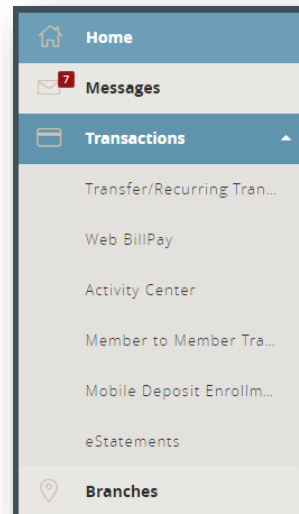 Home
7
Messages
Transactions
Transfer/Recurring Tran...
Web BillPay
Activity Center
Member to Member Tra...
Mobile Deposit Enrollm...
eStatements
Branches